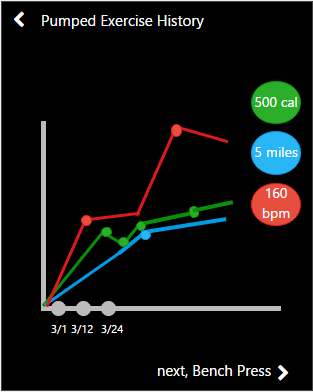 Pumped Exercise History
500 cal
5 miles
160
bpm
3/1 3/12 3/24
next, Bench Press